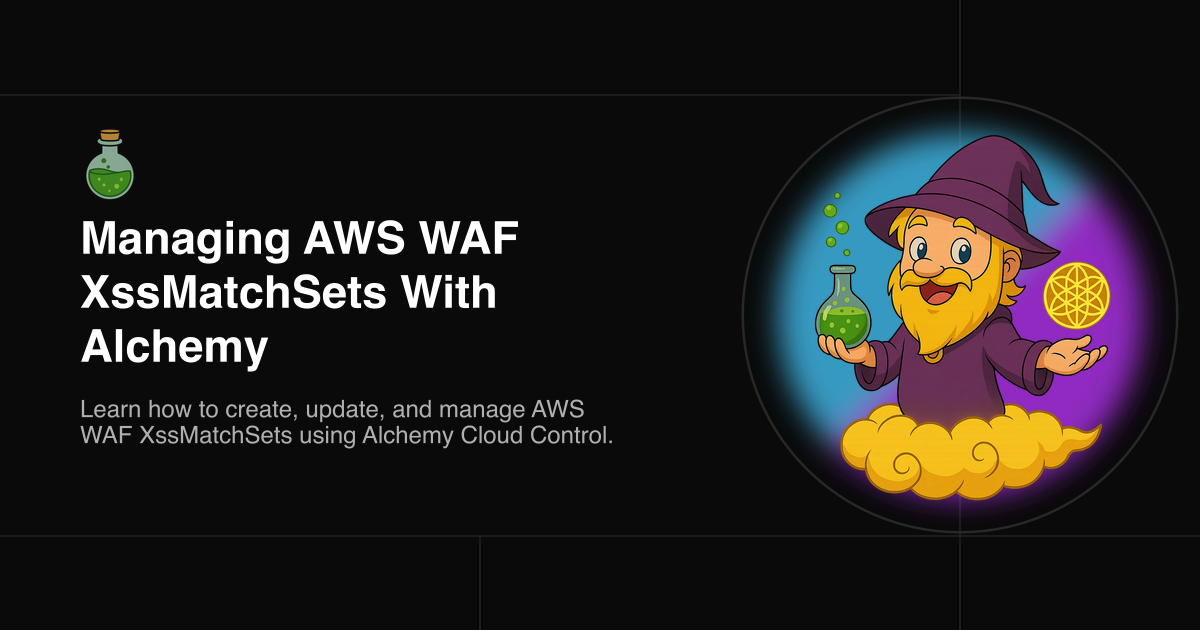 Managing AWS WAF
XssMatchSets With
Alchemy
Learn how to create, update, and manage AWS
WAF XssMatchSets using Alchemy Cloud Control.